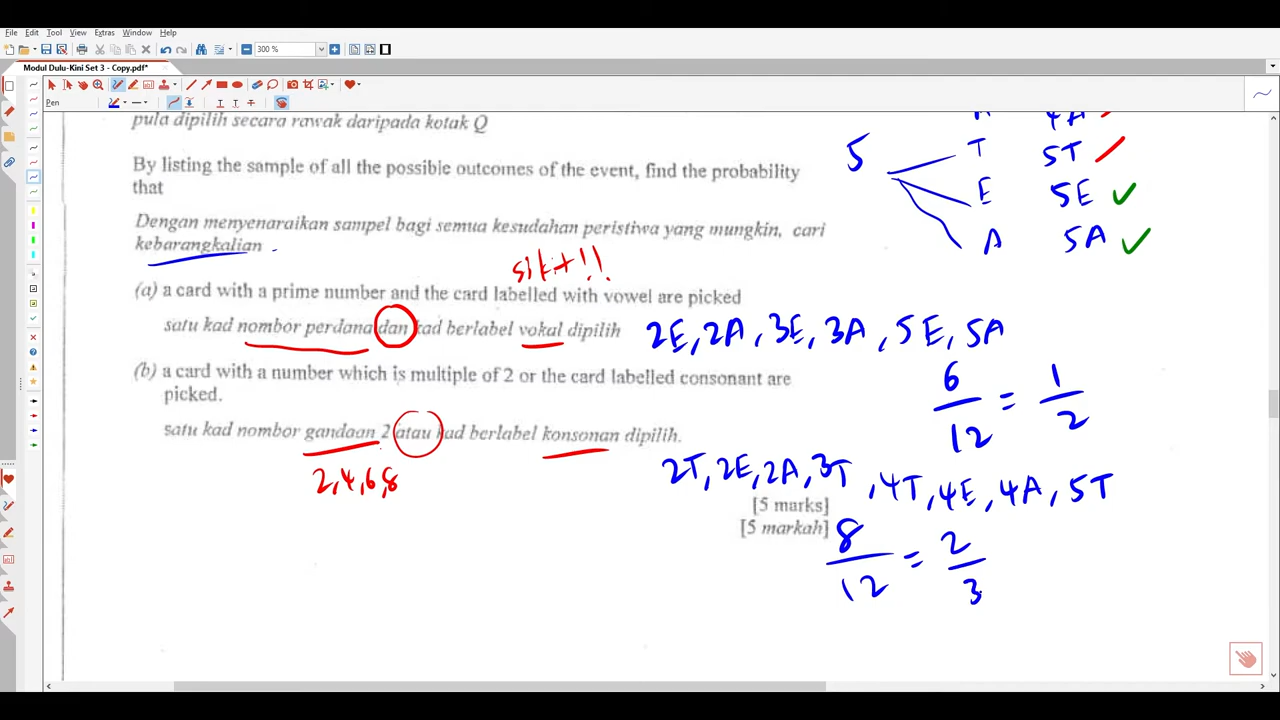 File Edit Tool View Extras Window Help
300 %
Modul Dulu-Kini Set 3 - Copy.pdf*
Pen
pula dipilih secara rawak daripada kotak Q
By listing the sample of all the possible outcomes of the event, find the probability
that
Dengan menyenaraikan sampel bagi semua kesudahan peristiwa yang mungkin, cari
kebarangkalian
4A
5 T 5T
E 5E
A 5A
sikit!!
(a) a card with a prime number and the card labelled with vowel are picked
satu kad nombor perdana dan kad berlabel vokal dipilih
2E, 2A, 3E, 3A, 5E, 5A
6/12 = 1/2
(b) a card with a number which is multiple of 2 or the card labelled consonant are
picked.
satu kad nombor gandaan 2 atau kad berlabel konsonan dipilih.
2,4,6,8
2T, 2E, 2A, 3T, 4T, 4E, 4A, 5T
[5 marks]
[5 markah]
8/12 = 2/3